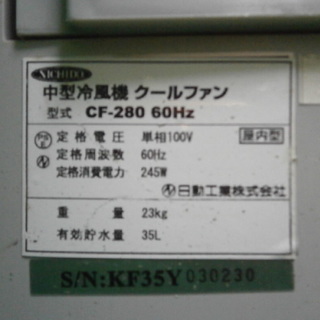 NICHIDO
中型冷風機 クールファン
型式 CF-280 60Hz
定格電圧 単相100V 屋内型
定格周波数 60Hz
定格消費電力 245W
日動工業株式会社
重量 23kg
有効貯水量 35L
S/N:KF35Y030230